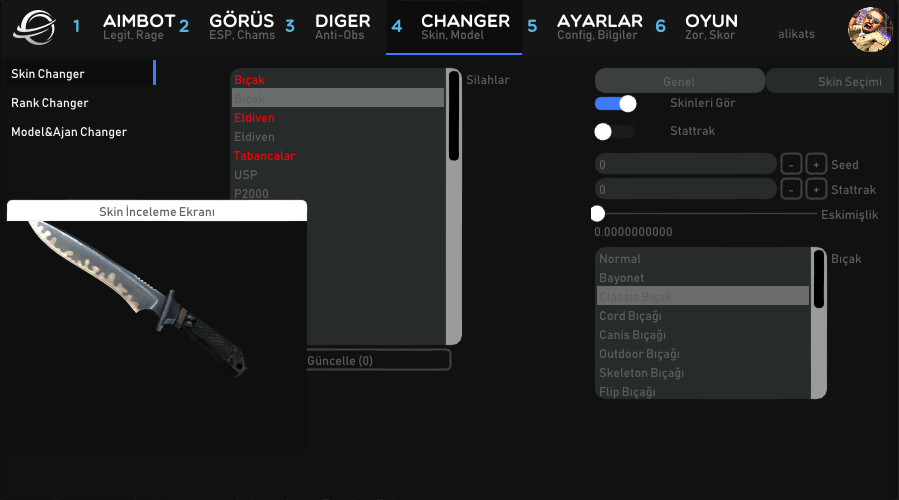 1 AIMBOT
Legit, Rage
2 GÖRÜS
ESP, Chams
3 DIGER
Anti-Obs
4 CHANGER
Skin, Model
5 AYARLAR
Config, Bilgiler
6 OYUN
Zor, Skor
alikats
Skin Changer
Rank Changer
Model&Ajan Changer
Bıçak
Bıçak
Eldiven
Eldiven
Tabancalar
USP
P2000
Silahlar
Güncelle (0)
Skin İnceleme Ekranı
Genel
Skin Seçimi
Skinleri Gör
Stattrak
0 - + Seed
0 - + Stattrak
Eskimişlik
0.0000000000
Normal
Bayonet
Classic Bıçak
Cord Bıçağı
Canis Bıçağı
Outdoor Bıçağı
Skeleton Bıçağı
Flip Bıçağı
Bıçak